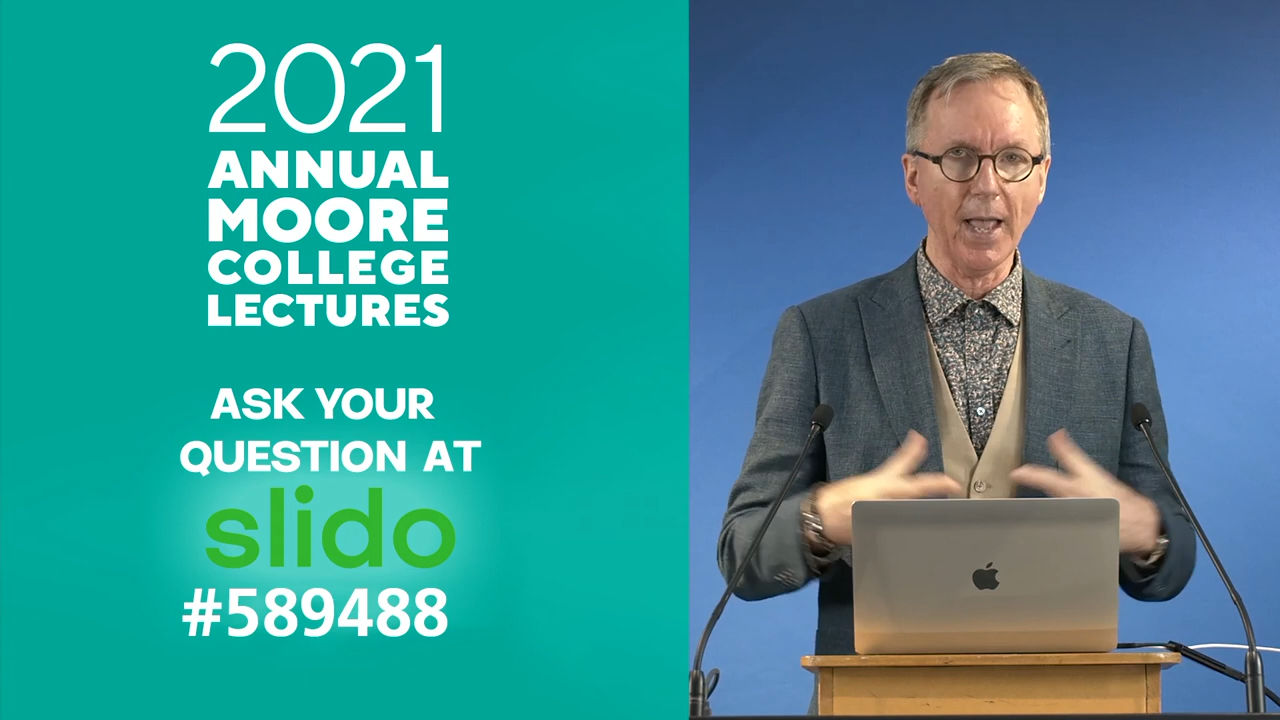 2021
ANNUAL
MOORE
COLLEGE
LECTURES
ASK YOUR
QUESTION AT
slido
#589488